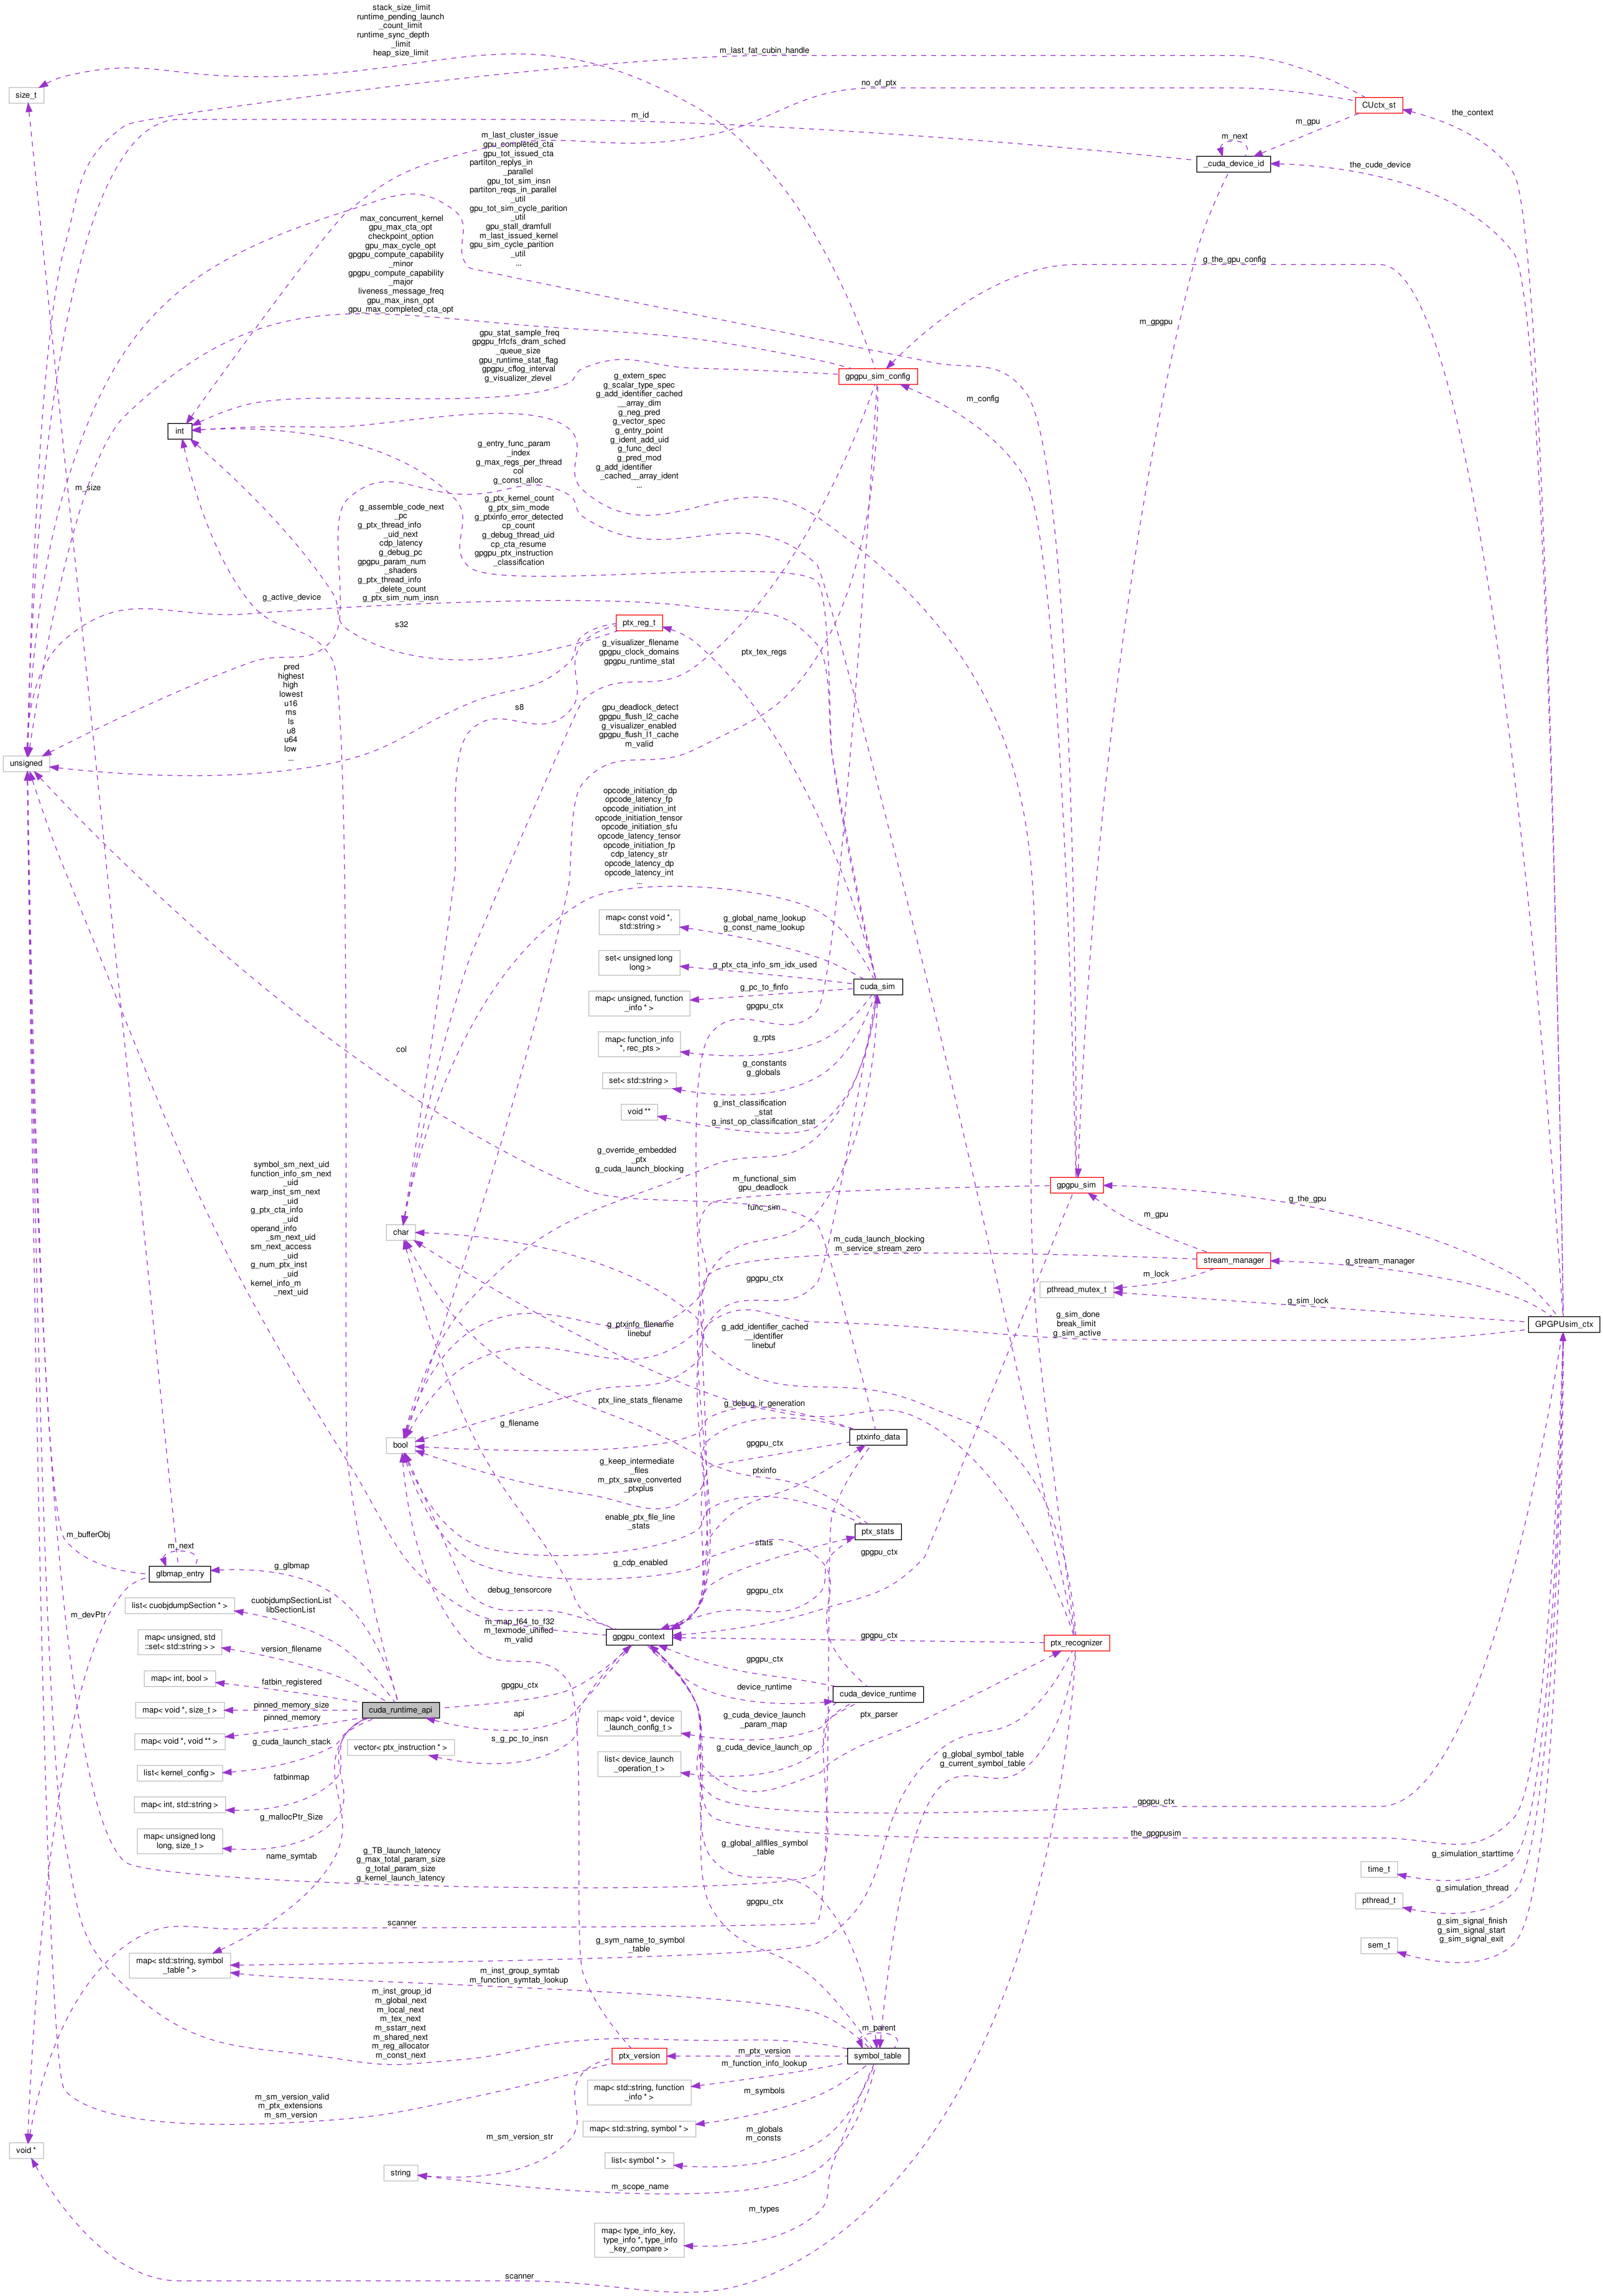 stack_size_limit
runtime_pending_launch
_count_limit
runtime_sync_depth
_limit
heap_size_limit
m_last_fat_cubin_handle
no_of_ptx
size_t
CUctx_st
the_context
m_id
m_gpu
m_next
_cuda_device_id
the_cude_device
m_last_cluster_issue
gpu_completed_cta
gpu_tot_issued_cta
partiton_replys_in
_parallel
gpu_tot_sim_insn
partiton_reqs_in_parallel
_util
gpu_tot_sim_cycle_parition
_util
gpu_stall_dramfull
m_last_issued_kernel
gpu_sim_cycle_parition
_util
...
max_concurrent_kernel
gpu_max_cta_opt
checkpoint_option
gpu_max_cycle_opt
gpgpu_compute_capability
_minor
gpgpu_compute_capability
_major
liveness_message_freq
gpu_max_insn_opt
gpu_max_completed_cta_opt
g_the_gpu_config
m_gpgpu
gpu_stat_sample_freq
gpgpu_frfcfs_dram_sched
_queue_size
gpu_runtime_stat_flag
gpgpu_cflog_interval
g_visualizer_zlevel
gpgpu_sim_config
m_config
g_extern_spec
g_scalar_type_spec
g_add_identifier_cached
__array_dim
g_neg_pred
g_vector_spec
g_entry_point
g_ident_add_uid
g_func_decl
g_pred_mod
g_add_identifier
_cached__array_ident
...
int
g_entry_func_param
_index
g_max_regs_per_thread
col
g_const_alloc
m_size
g_ptx_kernel_count
g_ptx_sim_mode
g_ptxinfo_error_detected
cp_count
g_debug_thread_uid
cp_cta_resume
gpgpu_ptx_instruction
_classification
g_assemble_code_next
_pc
g_ptx_thread_info
_uid_next
cdp_latency
g_debug_pc
gpgpu_param_num
_shaders
g_ptx_thread_info
_delete_count
g_ptx_sim_num_insn
g_active_device
s32
ptx_reg_t
g_visualizer_filename
gpgpu_clock_domains
gpgpu_runtime_stat
ptx_tex_regs
pred
highest
high
lowest
u16
ms
ls
u8
u64
low
...
s8
gpu_deadlock_detect
gpgpu_flush_l2_cache
g_visualizer_enabled
gpgpu_flush_l1_cache
m_valid
unsigned
opcode_initiation_dp
opcode_latency_fp
opcode_initiation_int
opcode_initiation_tensor
opcode_initiation_sfu
opcode_latency_tensor
opcode_initiation_fp
cdp_latency_str
opcode_latency_dp
opcode_latency_int
...
map< const void *,
std::string >
g_global_name_lookup
g_const_name_lookup
set< unsigned long
long >
g_ptx_cta_info_sm_idx_used
cuda_sim
map< unsigned, function
_info * >
g_pc_to_finfo
gpgpu_ctx
map< function_info
*, rec_pts >
g_rpts
col
set< std::string >
g_constants
g_globals
void **
g_inst_classification
_stat
g_inst_op_classification_stat
g_override_embedded
_ptx
g_cuda_launch_blocking
symbol_sm_next_uid
function_info_sm_next
_uid
warp_inst_sm_next
_uid
g_ptx_cta_info
_uid
operand_info
_sm_next_uid
sm_next_access
_uid
g_num_ptx_inst
_uid
kernel_info_m
_next_uid
m_functional_sim
gpu_deadlock
func_sim
gpgpu_sim
g_the_gpu
m_gpu
char
m_cuda_launch_blocking
m_service_stream_zero
stream_manager
g_stream_manager
m_lock
pthread_mutex_t
g_sim_lock
gpgpu_ctx
g_sim_done
break_limit
g_sim_active
GPGPUsim_ctx
g_ptxinfo_filename
linebuf
g_add_identifier_cached
__identifier
linebuf
ptx_line_stats_filename
g_debug_ir_generation
g_filename
bool
ptxinfo_data
gpgpu_ctx
g_keep_intermediate
_files
m_ptx_save_converted
_ptxplus
ptxinfo
enable_ptx_file_line
_stats
ptx_stats
stats
m_bufferObj
m_next
glbmap_entry
g_glbmap
g_cdp_enabled
gpgpu_ctx
debug_tensorcore
gpgpu_ctx
list< cuobjdumpSection * >
cuobjdumpSectionList
libSectionList
m_devPtr
m_map_f64_to_f32
m_texmode_unified
m_valid
map< unsigned, std
::set< std::string > >
version_filename
gpgpu_context
gpgpu_ctx
ptx_recognizer
map< int, bool >
fatbin_registered
gpgpu_ctx
gpgpu_ctx
device_runtime
cuda_device_runtime
map< void *, size_t >
pinned_memory_size
cuda_runtime_api
api
map< void *, device
_launch_config_t >
g_cuda_device_launch
_param_map
ptx_parser
map< void *, void ** >
pinned_memory
vector< ptx_instruction * >
s_g_pc_to_insn
g_cuda_launch_stack
list< device_launch
_operation_t >
g_cuda_device_launch_op
g_global_symbol_table
g_current_symbol_table
list< kernel_config >
fatbinmap
map< int, std::string >
gpgpu_ctx
g_mallocPtr_Size
map< unsigned long
long, size_t >
the_gpgpusim
name_symtab
g_TB_launch_latency
g_max_total_param_size
g_total_param_size
g_kernel_launch_latency
g_global_allfiles_symbol
_table
g_simulation_starttime
time_t
g_simulation_thread
pthread_t
gpgpu_ctx
scanner
g_sim_signal_finish
g_sim_signal_start
g_sim_signal_exit
sem_t
map< std::string, symbol
_table * >
g_sym_name_to_symbol
_table
m_inst_group_symtab
m_function_symtab_lookup
m_inst_group_id
m_global_next
m_local_next
m_tex_next
m_sstarr_next
m_shared_next
m_reg_allocator
m_const_next
m_parent
ptx_version
m_ptx_version
symbol_table
m_function_info_lookup
map< std::string, function
_info * >
m_sm_version_valid
m_ptx_extensions
m_sm_version
m_symbols
map< std::string, symbol * >
m_globals
m_consts
m_sm_version_str
void *
list< symbol * >
string
m_scope_name
m_types
map< type_info_key,
type_info *, type_info
_key_compare >
scanner